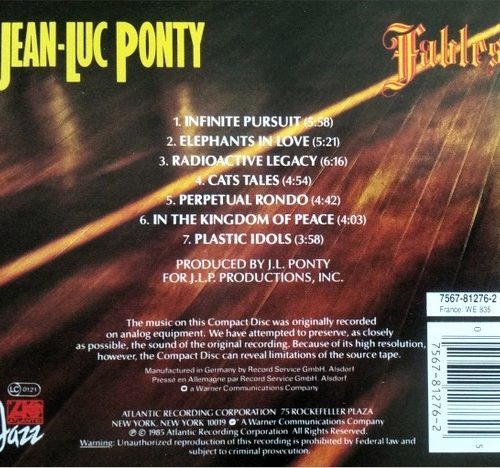 JEAN-LUC PONTY
Fables
1. INFINITE PURSUIT (5:58)
2. ELEPHANTS IN LOVE (5:21)
3. RADIOACTIVE LEGACY (6:16)
4. CATS TALES (4:54)
5. PERPETUAL RONDO (4:42)
6. IN THE KINGDOM OF PEACE (4:03)
7. PLASTIC IDOLS (3:58)
PRODUCED BY J.L. PONTY
FOR J.L.P. PRODUCTIONS, INC.
7567-81276-2
France: WE 835
The music on this Compact Disc was originally recorded
on analog equipment. We have attempted to preserve, as closely
as possible, the sound of the original recording. Because of its high resolution,
however, the Compact Disc can reveal limitations of the source tape.
Manufactured in Germany by Record Service GmbH. Alsdorf
Pressé en Allemagne par Record Service GmbH. Alsdorf
a Warner Communications Company
LC 0121
ATLANTIC
Jazz
ATLANTIC RECORDING CORPORATION 75 ROCKEFELLER PLAZA
NEW YORK, NEW YORK 10019 A Warner Communications Company
℗ © 1985 Atlantic Recording Corporation All Rights Reserved.
Warning: Unauthorized reproduction of this recording is prohibited by Federal law and
subject to criminal prosecution.
0 7567-81276-2 5